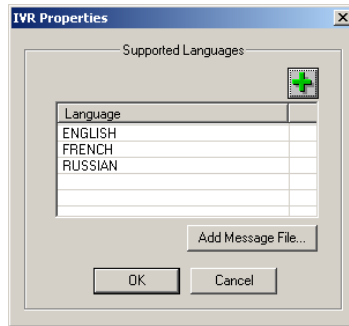 IVR Properties
Supported Languages
Language
ENGLISH
FRENCH
RUSSIAN
Add Message File...
OK
Cancel